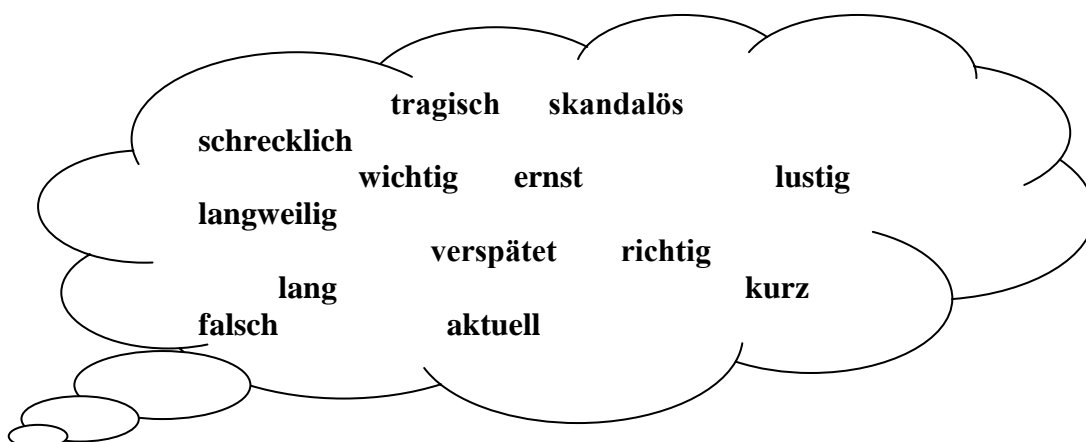 tragisch skandalös
schrecklich
wichtig ernst lustig
langweilig
verspätet richtig
lang kurz
falsch aktuell